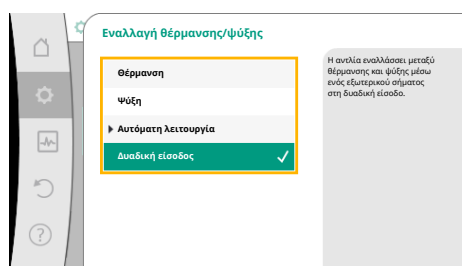 Εναλλαγή θέρμανσης/ψύξης
Θέρμανση
Ψύξη
Αυτόματη λειτουργία
Δυαδική είσοδος
Η αντλία εναλλάσσει μεταξύ
θέρμανσης και ψύξης μέσω
ενός εξωτερικού σήματος
στη δυαδική είσοδο.